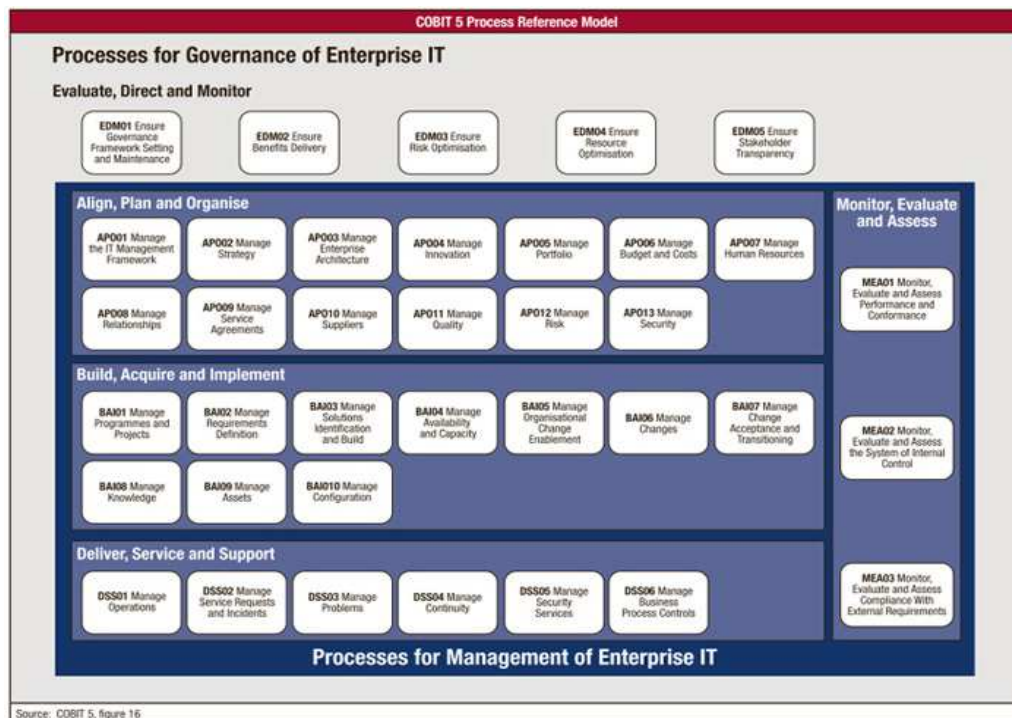 COBIT 5 Process Reference Model
Processes for Governance of Enterprise IT
Evaluate, Direct and Monitor
EDM01 Ensure
Governance
Framework Setting
and Maintenance
EDM02 Ensure
Benefits Delivery
EDM03 Ensure
Risk Optimisation
EDM04 Ensure
Resource
Optimisation
EDM05 Ensure
Stakeholder
Transparency
Align, Plan and Organise
APO01 Manage
the IT Management
Framework
APO02 Manage
Strategy
APO03 Manage
Enterprise
Architecture
APO04 Manage
Innovation
APO05 Manage
Portfolio
APO06 Manage
Budget and Costs
APO07 Manage
Human Resources
APO08 Manage
Relationships
APO09 Manage
Service
Agreements
APO10 Manage
Suppliers
APO11 Manage
Quality
APO12 Manage
Risk
APO13 Manage
Security
Build, Acquire and Implement
BAI01 Manage
Programmes and
Projects
BAI02 Manage
Requirements
Definition
BAI03 Manage
Solutions
Identification
and Build
BAI04 Manage
Availability
and Capacity
BAI05 Manage
Organisational
Change
Enablement
BAI06 Manage
Changes
BAI07 Manage
Change
Acceptance and
Transitioning
BAI08 Manage
Knowledge
BAI09 Manage
Assets
BAI010 Manage
Configuration
Deliver, Service and Support
DSS01 Manage
Operations
DSS02 Manage
Service Requests
and Incidents
DSS03 Manage
Problems
DSS04 Manage
Continuity
DSS05 Manage
Security
Services
DSS06 Manage
Business
Process Controls
Monitor, Evaluate
and Assess
MEA01 Monitor,
Evaluate and Assess
Performance and
Conformance
MEA02 Monitor,
Evaluate and Assess
the System of Internal
Control
MEA03 Monitor,
Evaluate and Assess
Compliance With
External Requirements
Processes for Management of Enterprise IT
Source: COBIT 5, figure 16